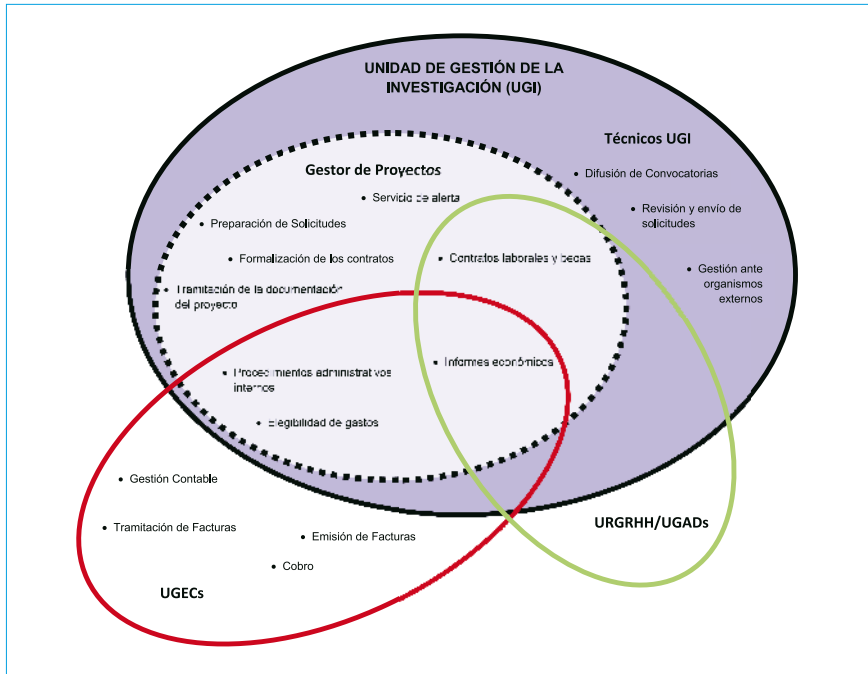 UNIDAD DE GESTIÓN DE LA
INVESTIGACIÓN (UGI)
Técnicos UGI
• Difusión de Convocatorias
• Revisión y envío de
solicitudes
• Gestión ante
organismos
externos
Gestor de Proyectos
• Servicio de alerta
• Preparación de Solicitudes
• Formalización de los contratos
• Contratos laborales y becas
• Tramitación de la documentación
del proyecto
• Informes económicos
• Procedimientos administrativos
internos
• Elegibilidad de gastos
• Gestión Contable
• Tramitación de Facturas
• Emisión de Facturas
• Cobro
UGECs
URGRHH/UGADs